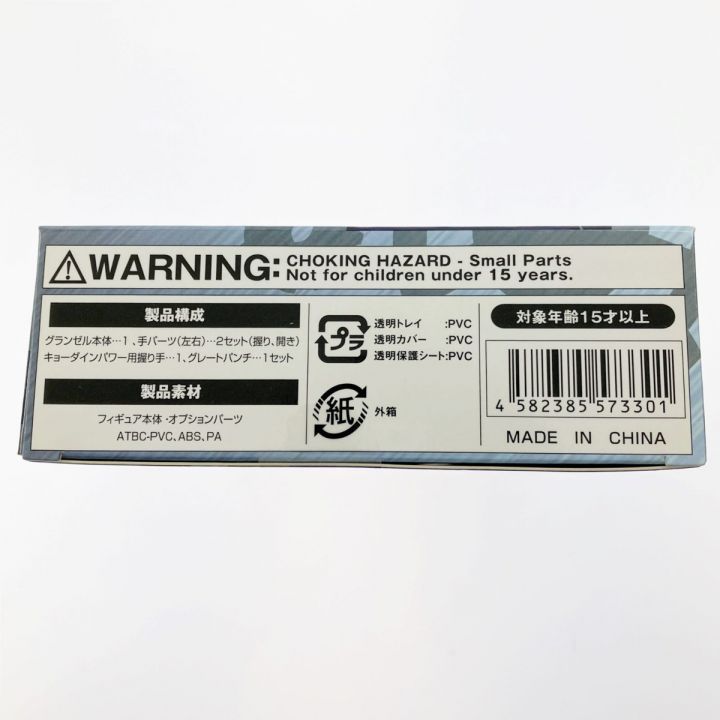 WARNING: CHOKING HAZARD - Small Parts
Not for children under 15 years.
製品構成
グランゼル本体…1、手パーツ(左右)…2セット(握り、開き)
キョーダインパワー用握り手…1、グレートパンチ…1セット
製品素材
フィギュア本体・オプションパーツ
ATBC-PVC、ABS、PA
プラ
透明トレイ :PVC
透明カバー :PVC
透明保護シート:PVC
紙 外箱
対象年齢15才以上
4 582385 573301
MADE IN CHINA